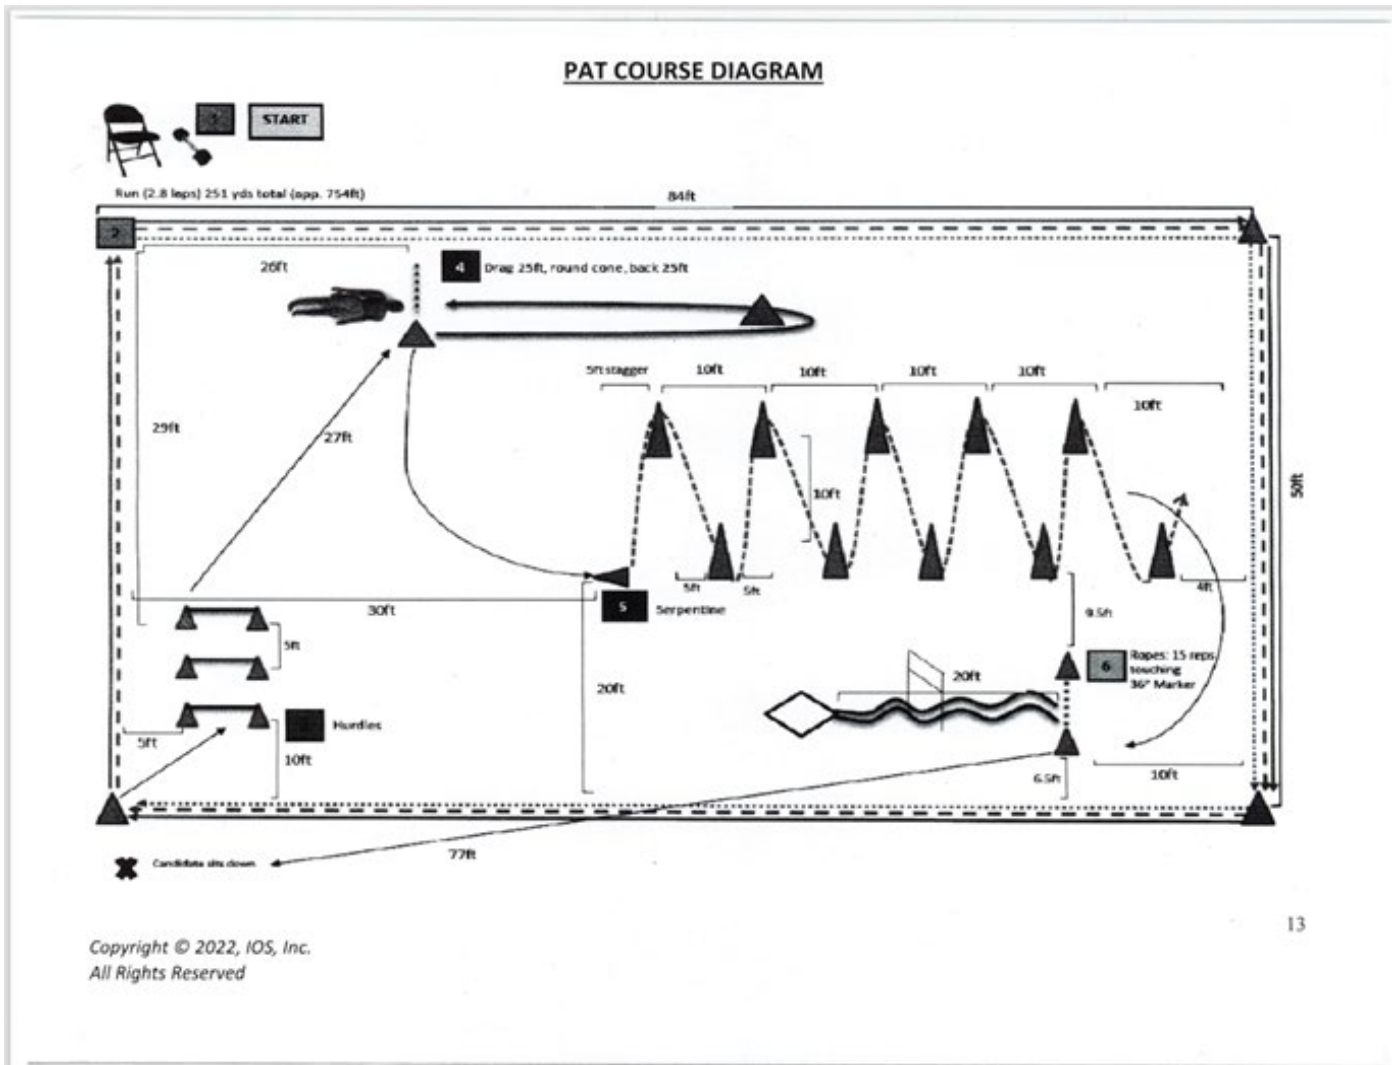 PAT COURSE DIAGRAM
1
START
Run (2.8 laps) 251 yds total (app. 754ft)
84ft
2
26ft
4
Drag 25ft, round cone, back 25ft
5ft stagger
10ft
10ft
10ft
10ft
10ft
29ft
27ft
10ft
50ft
5ft
5ft
4ft
30ft
5
Serpentine
9.5ft
5ft
6
Ropes: 15 reps
touching
36" Marker
20ft
20ft
Hurdles
5ft
10ft
6.5ft
10ft
77ft
Candidate sits down
13
Copyright © 2022, IOS, Inc.
All Rights Reserved